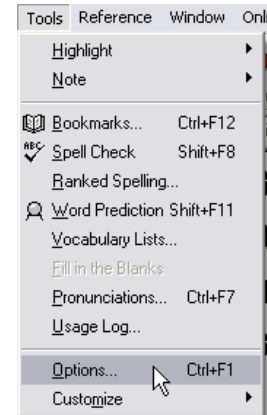 Tools Reference Window Onl
Highlight
Note
Bookmarks... Ctrl+F12
ABC Spell Check Shift+F8
Ranked Spelling...
Word Prediction Shift+F11
Vocabulary Lists...
Fill in the Blanks
Pronunciations... Ctrl+F7
Usage Log...
Options... Ctrl+F1
Customize